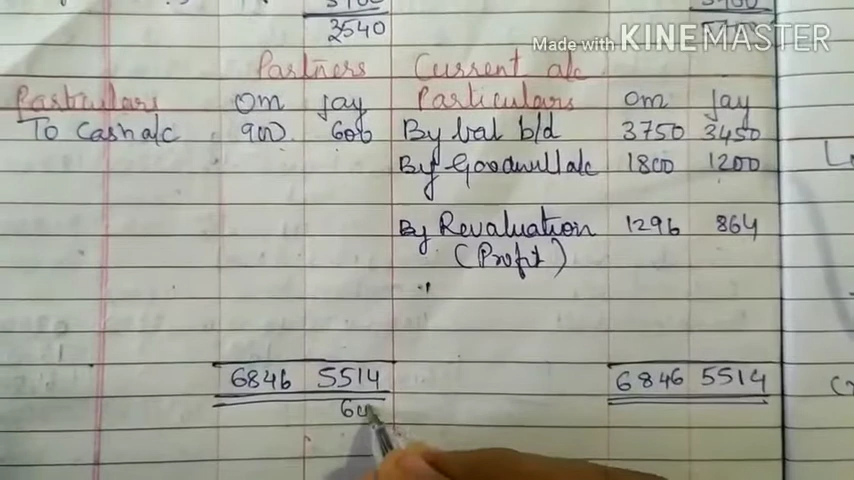 2540
Made with KINEMASTER
Partners Current a/c
Particulars Om Jay Particulars Om Jay
To Cash a/c 900 600 By bal b/d 3750 3450
By Goodwill a/c 1800 1200
By Revaluation 1296 864
(Profit)
6846 5514 6846 5514